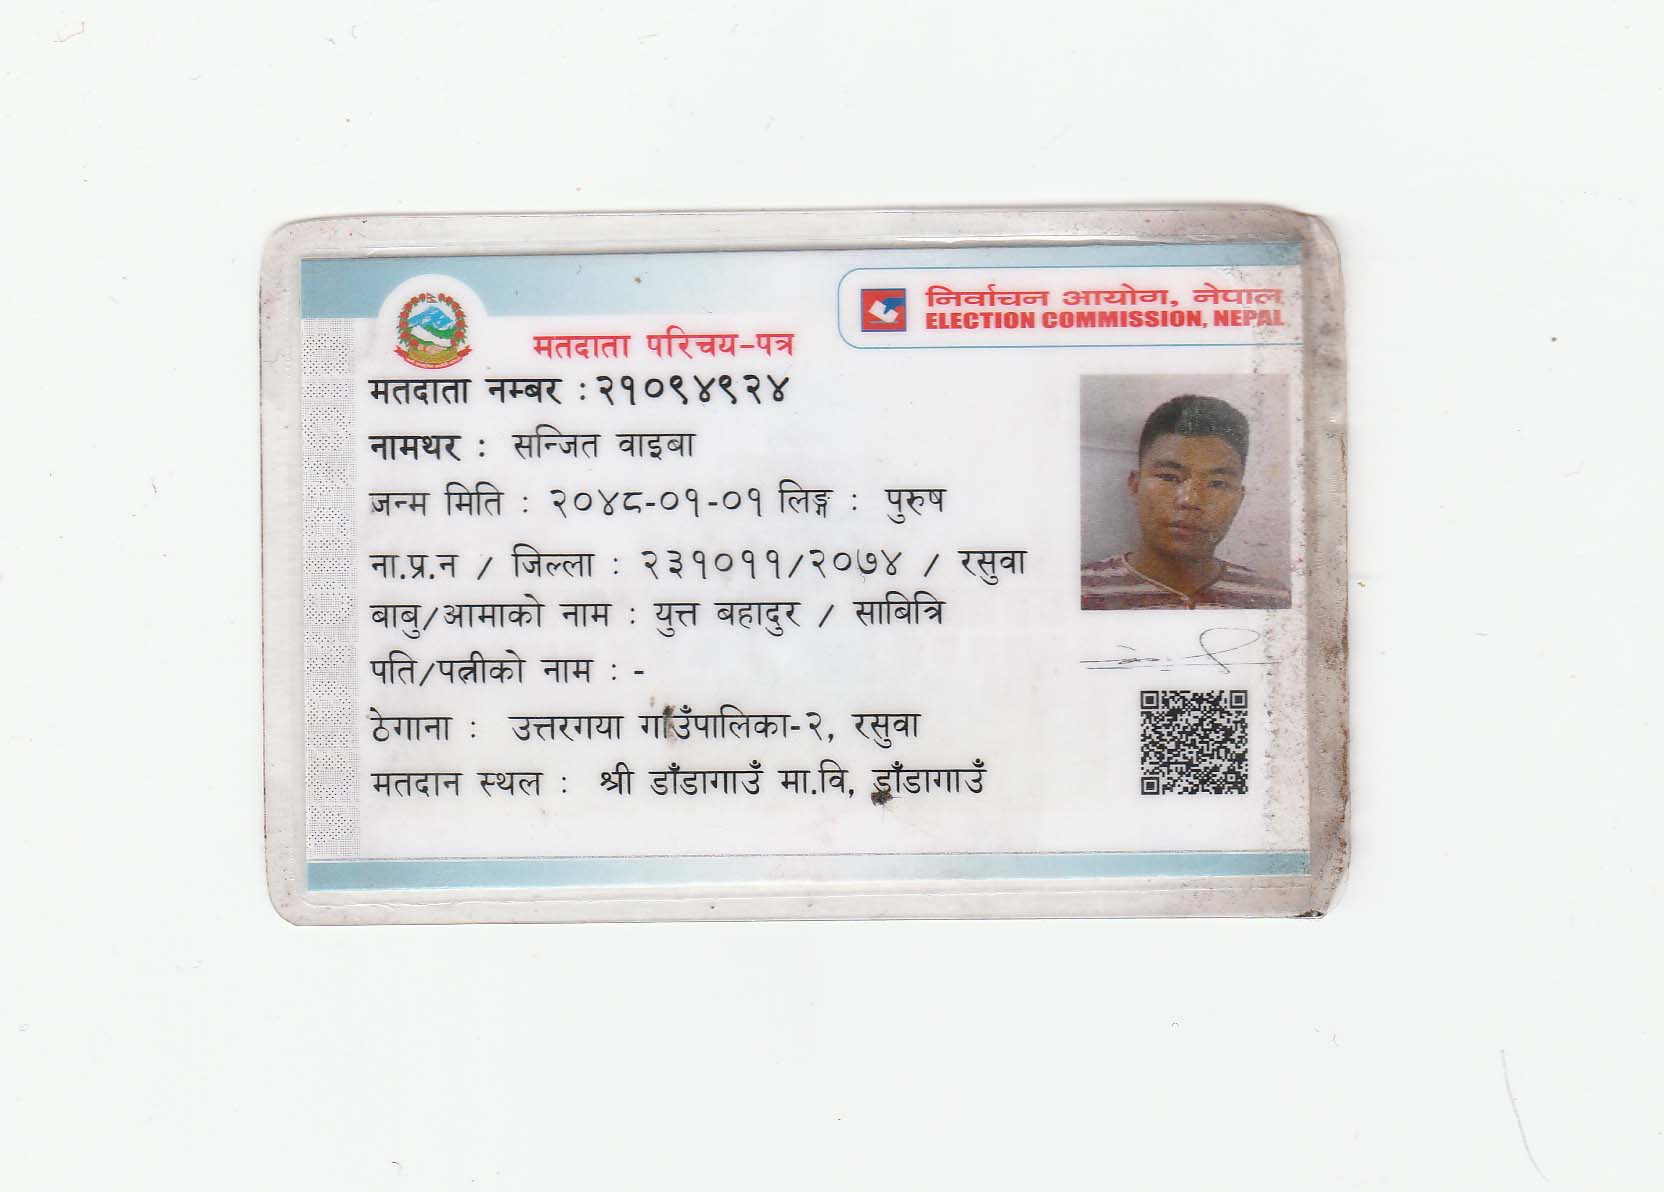 निर्वाचन आयोग, नेपाल
ELECTION COMMISSION, NEPAL
मतदाता परिचय-पत्र
मतदाता नम्बर : २१०९४९२४
नामथर : सन्जित वाइबा
जन्म मिति : २०४८-०१-०१ लिङ्ग : पुरुष
ना.प्र.न / जिल्ला : २३१०११/२०७४ / रसुवा
बाबु/आमाको नाम : युत्त बहादुर / साबित्रि
पति/पत्नीको नाम : -
ठेगाना : उत्तरगया गाउँपालिका-२, रसुवा
मतदान स्थल : श्री डाँडागाउँ मा.वि, डाँडागाउँ